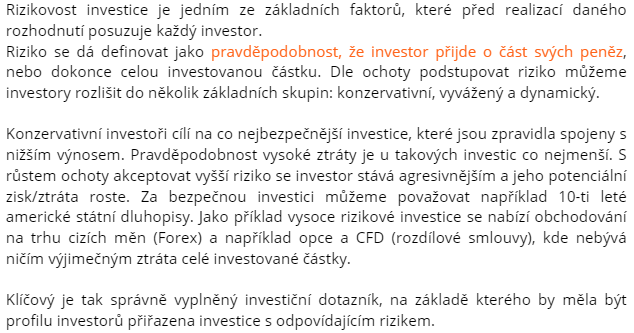 Rizikovost investice je jedním ze základních faktorů, které před realizací daného
rozhodnutí posuzuje každý investor.
Riziko se dá definovat jako pravděpodobnost, že investor přijde o část svých peněz,
nebo dokonce celou investovanou částku. Dle ochoty podstupovat riziko můžeme
investory rozlišit do několik základních skupin: konzervativní, vyvážený a dynamický.
Konzervativní investoři cílí na co nejbezpečnější investice, které jsou zpravidla spojeny s
nižším výnosem. Pravděpodobnost vysoké ztráty je u takových investic co nejmenší. S
růstem ochoty akceptovat vyšší riziko se investor stává agresivnějším a jeho potenciální
zisk/ztráta roste. Za bezpečnou investici můžeme považovat například 10-ti leté
americké státní dluhopisy. Jako příklad vysoce rizikové investice se nabízí obchodování
na trhu cizích měn (Forex) a například opce a CFD (rozdílové smlouvy), kde nebývá
ničím výjimečným ztráta celé investované částky.
Klíčový je tak správně vyplněný investiční dotazník, na základě kterého by měla být
profilu investorů přiřazena investice s odpovídajícím rizikem.